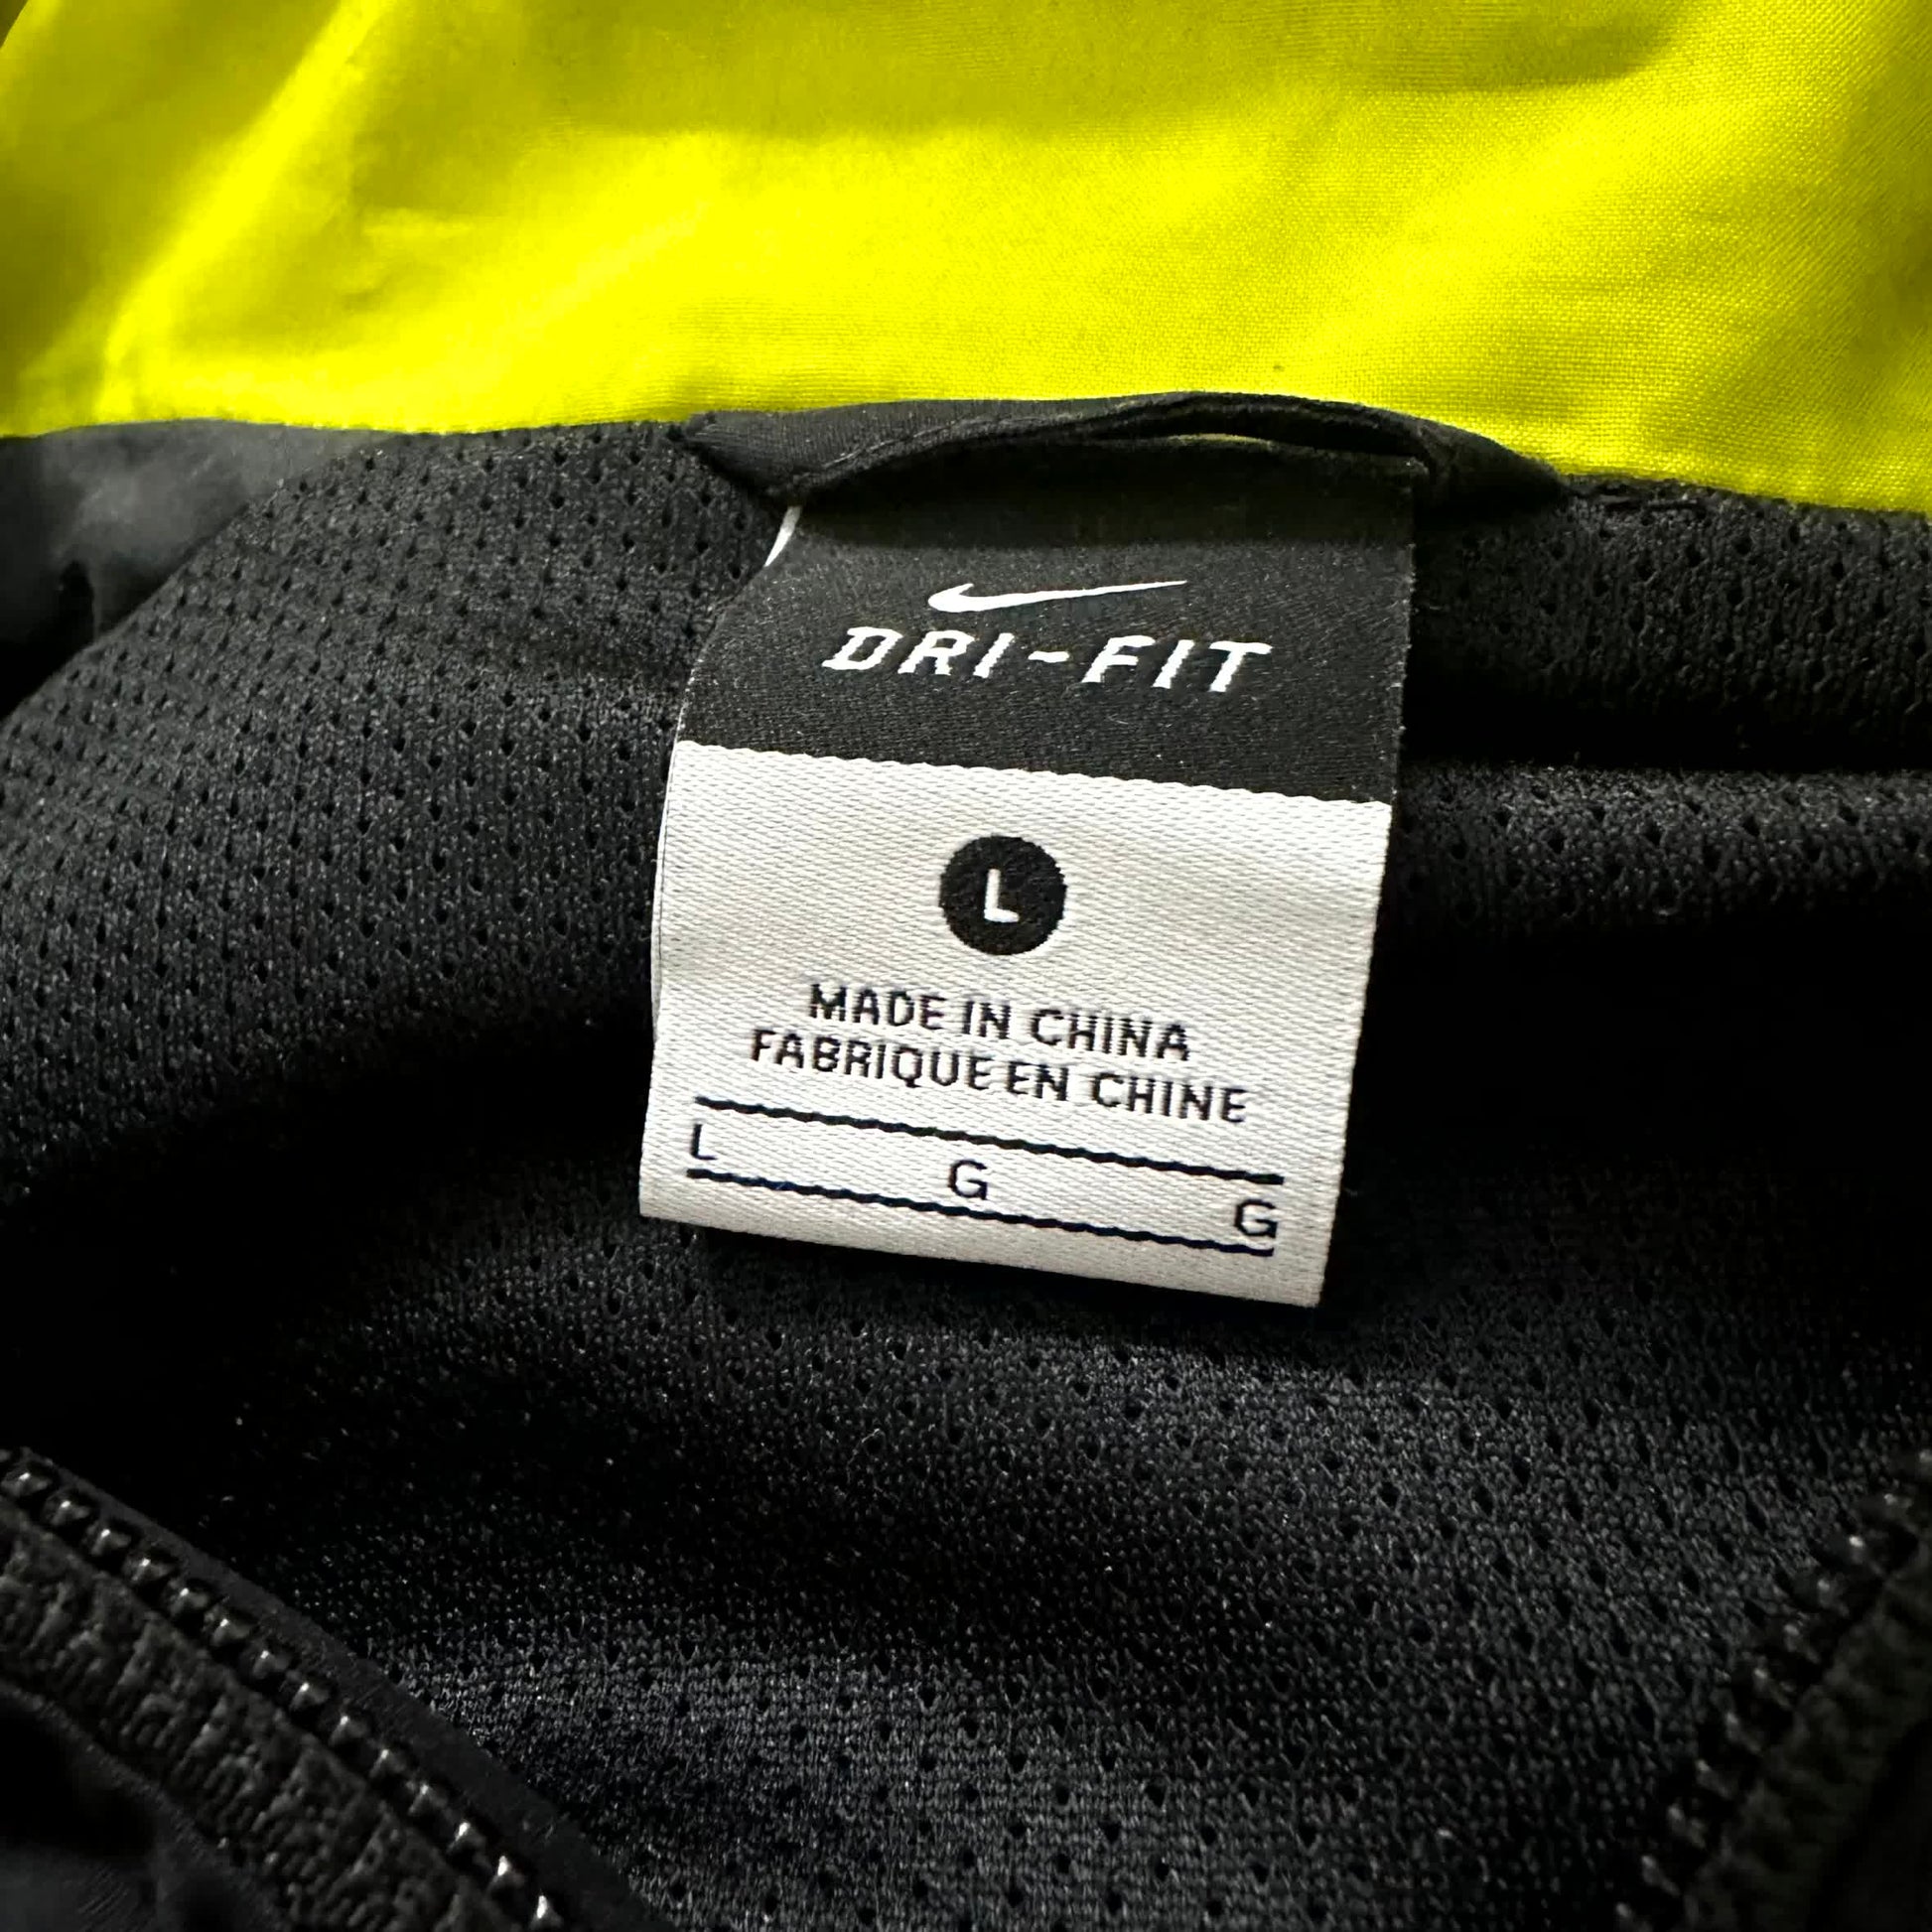 DRI-FIT
L
MADE IN CHINA
FABRIQUE EN CHINE
L G G